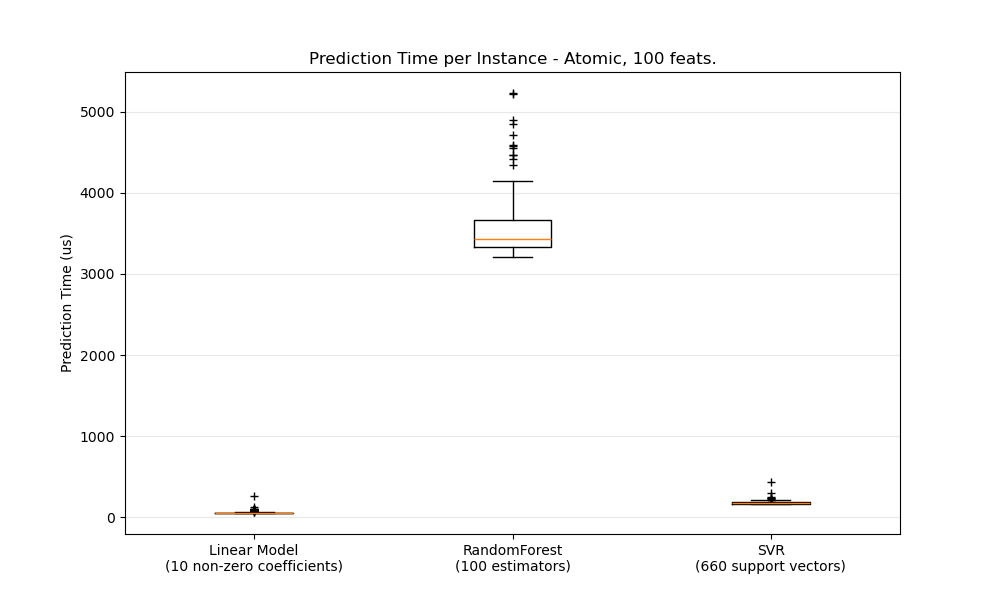 Prediction Time per Instance - Atomic, 100 feats.
Prediction Time (us)
5000
4000
3000
2000
1000
0
Linear Model
(10 non-zero coefficients)
RandomForest
(100 estimators)
SVR
(660 support vectors)